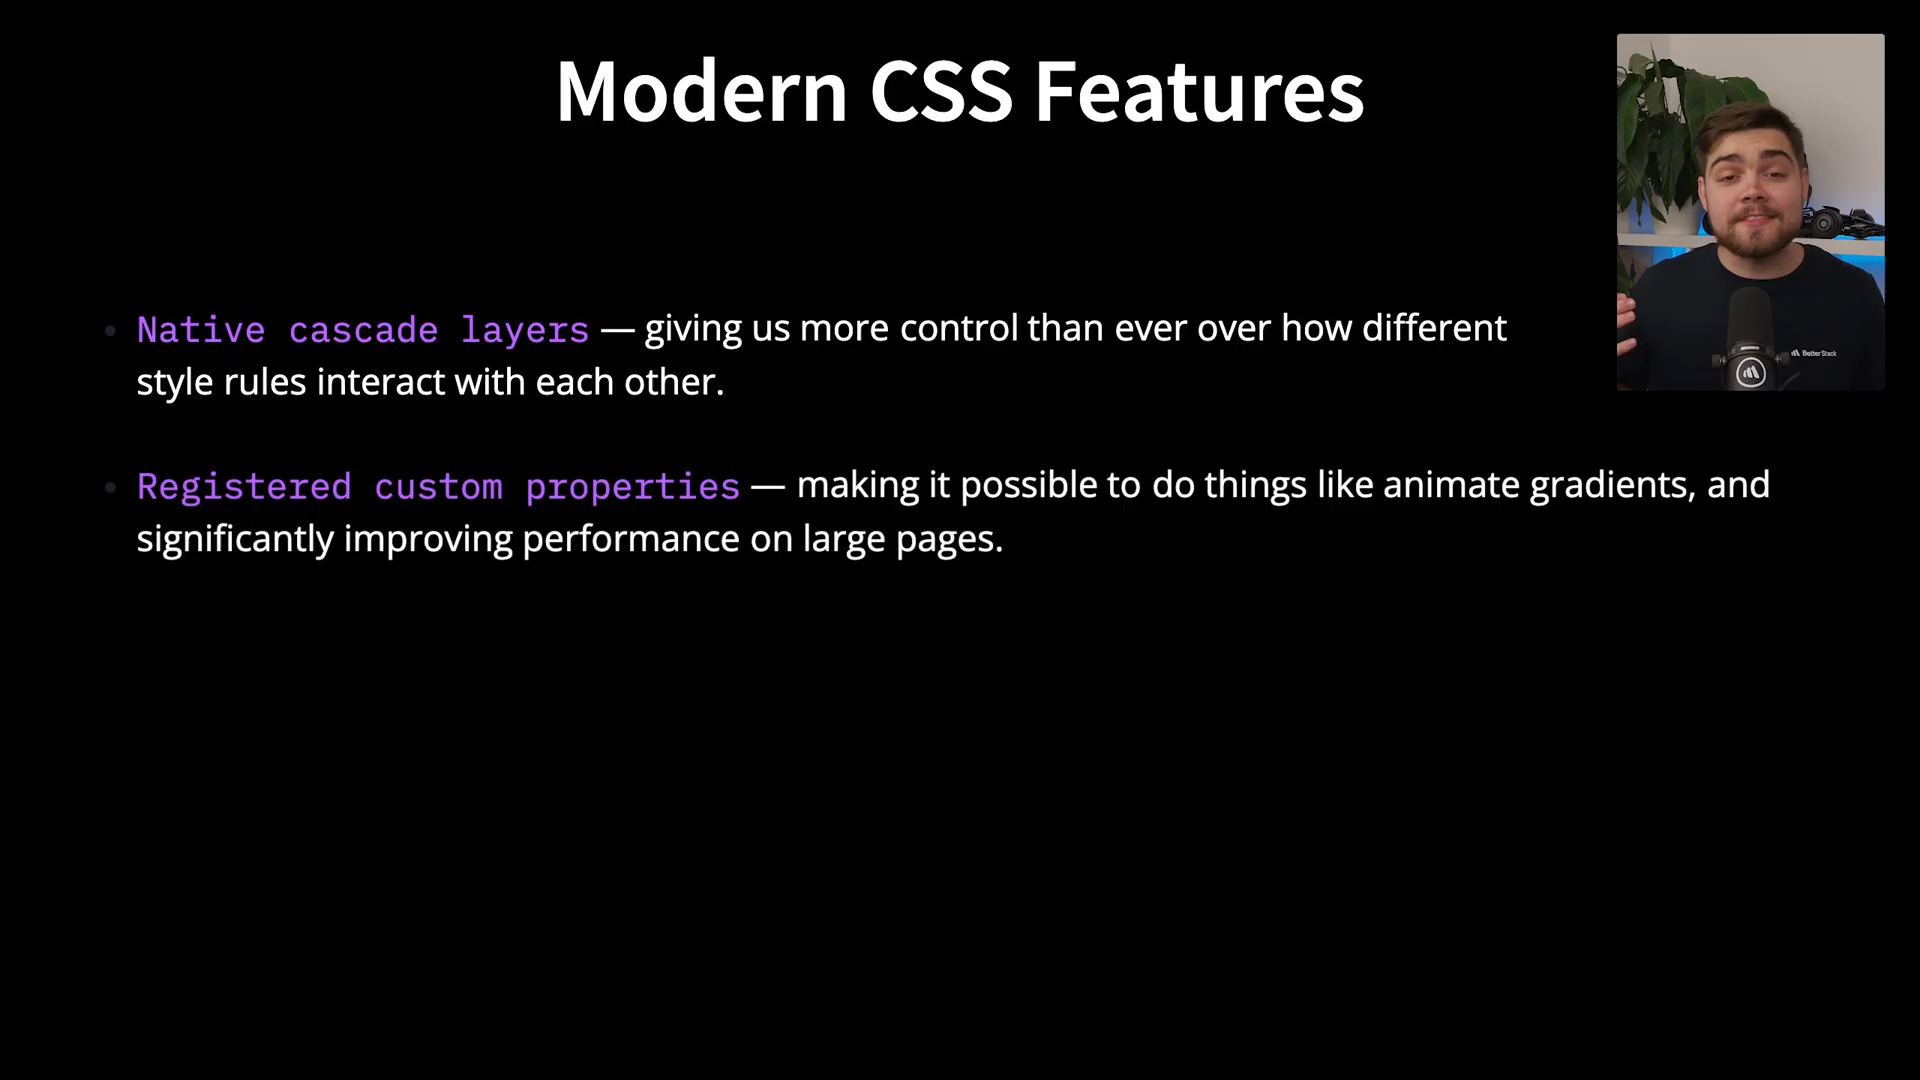 Modern CSS Features
Native cascade layers — giving us more control than ever over how different
style rules interact with each other.
Registered custom properties — making it possible to do things like animate gradients, and
significantly improving performance on large pages.
Better Stack